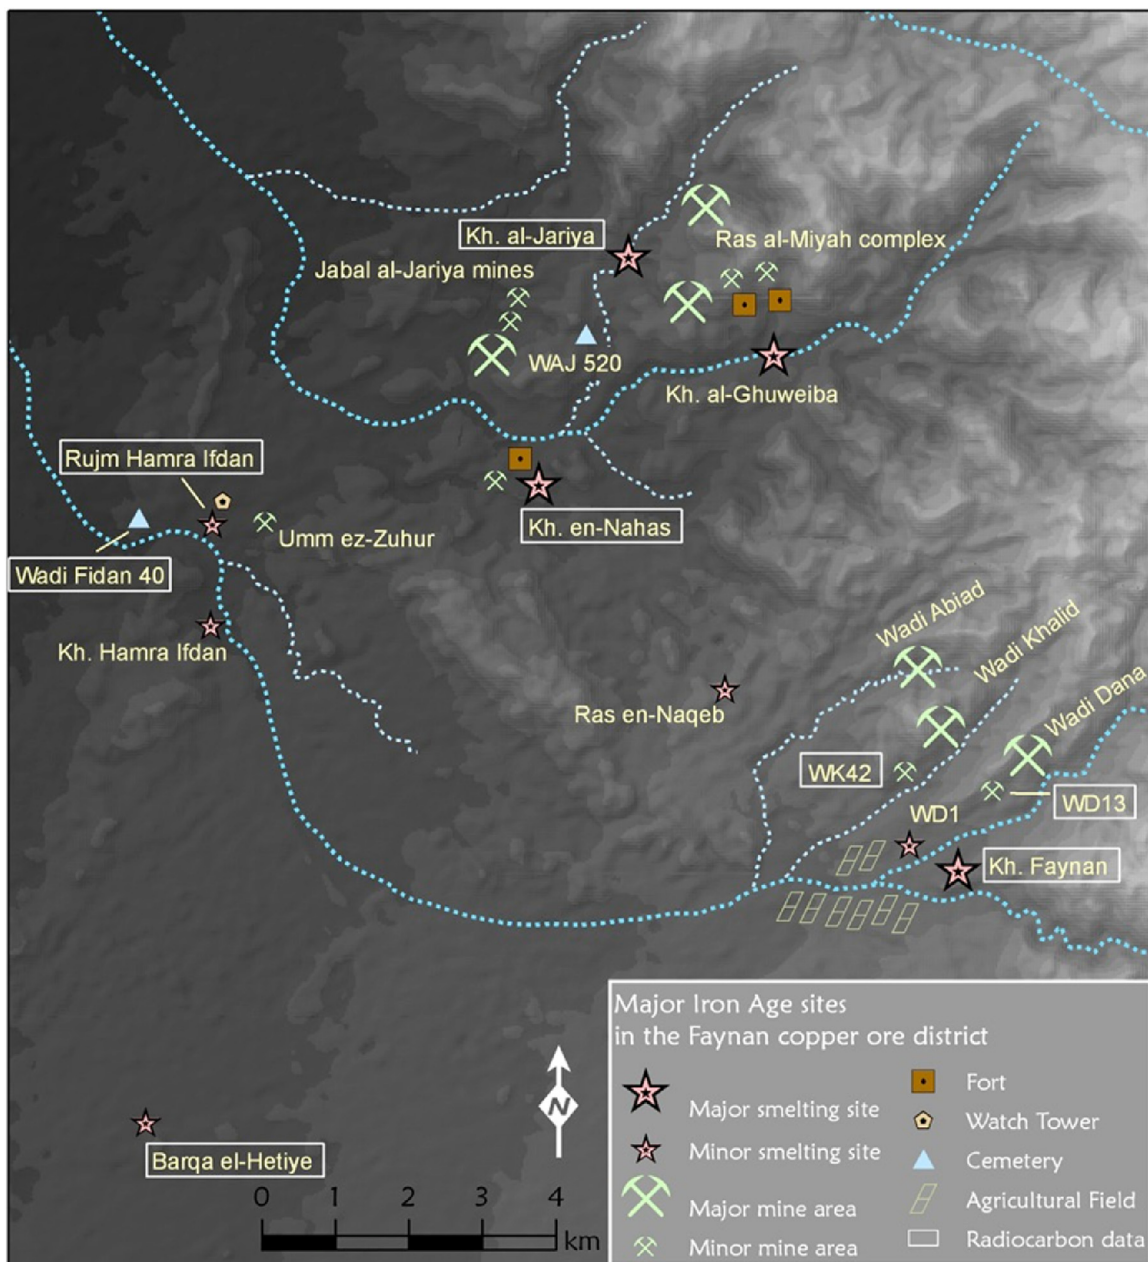 Kh. al-Jariya
Ras al-Miyah complex
Jabal al-Jariya mines
WAJ 520
Kh. al-Ghuweiba
Rujm Hamra Ifdan
Kh. en-Nahas
Umm ez-Zuhur
Wadi Fidan 40
Kh. Hamra Ifdan
Wadi Abiad
Wadi Khalid
Wadi Dana
Ras en-Naqeb
WK42
WD13
WD1
Kh. Faynan
Barqa el-Hetiye
N
0 1 2 3 4
km
Major Iron Age sites
in the Faynan copper ore district
Major smelting site
Minor smelting site
Major mine area
Minor mine area
Fort
Watch Tower
Cemetery
Agricultural Field
Radiocarbon data